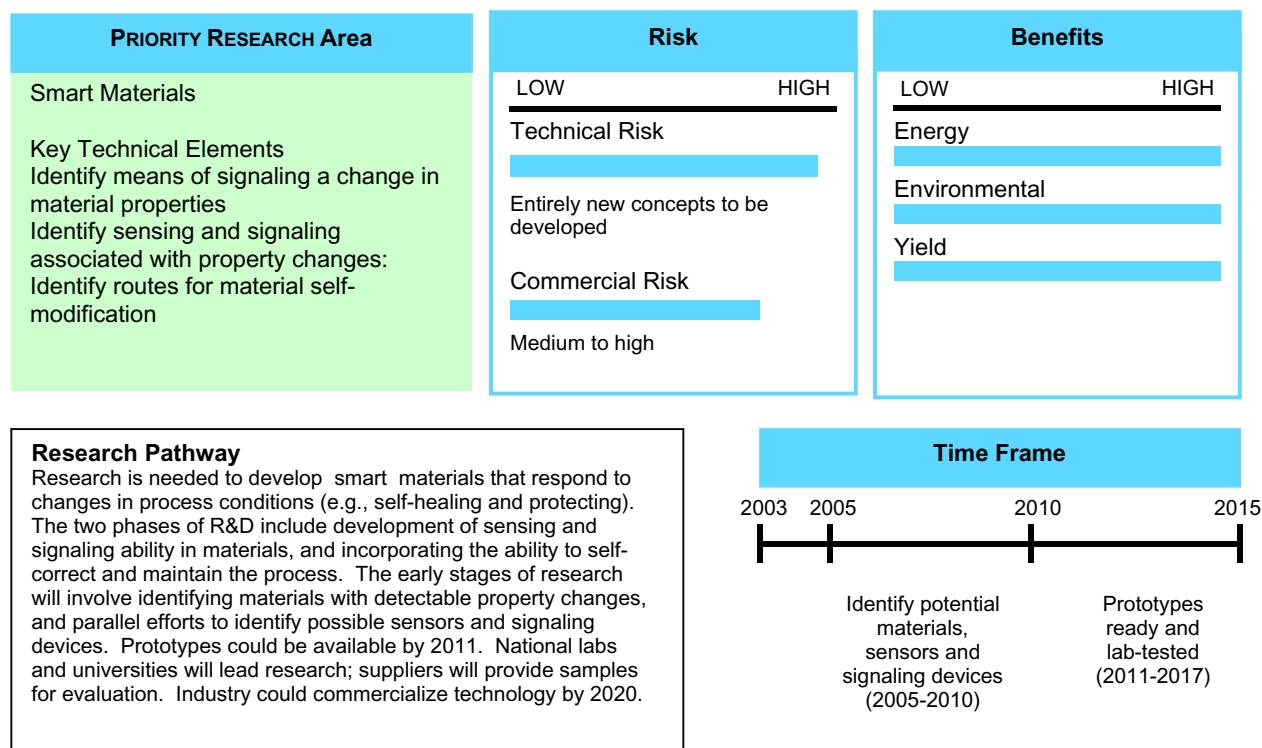 PRIORITY RESEARCH Area
Smart Materials
Key Technical Elements
Identify means of signaling a change in
material properties
Identify sensing and signaling
associated with property changes:
Identify routes for material self-
modification
Risk
LOW HIGH
Technical Risk
Entirely new concepts to be
developed
Commercial Risk
Medium to high
Benefits
LOW HIGH
Energy
Environmental
Yield
Research Pathway
Research is needed to develop smart materials that respond to
changes in process conditions (e.g., self-healing and protecting).
The two phases of R&D include development of sensing and
signaling ability in materials, and incorporating the ability to self-
correct and maintain the process. The early stages of research
will involve identifying materials with detectable property changes,
and parallel efforts to identify possible sensors and signaling
devices. Prototypes could be available by 2011. National labs
and universities will lead research; suppliers will provide samples
for evaluation. Industry could commercialize technology by 2020.
Time Frame
2003 2005 2010 2015
Identify potential
materials,
sensors and
signaling devices
(2005-2010)
Prototypes
ready and
lab-tested
(2011-2017)